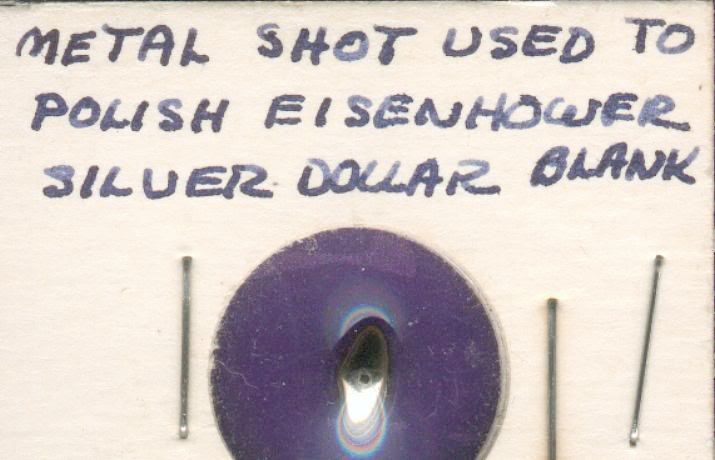 METAL SHOT USED TO
POLISH EISENHOWER
SILVER DOLLAR BLANK